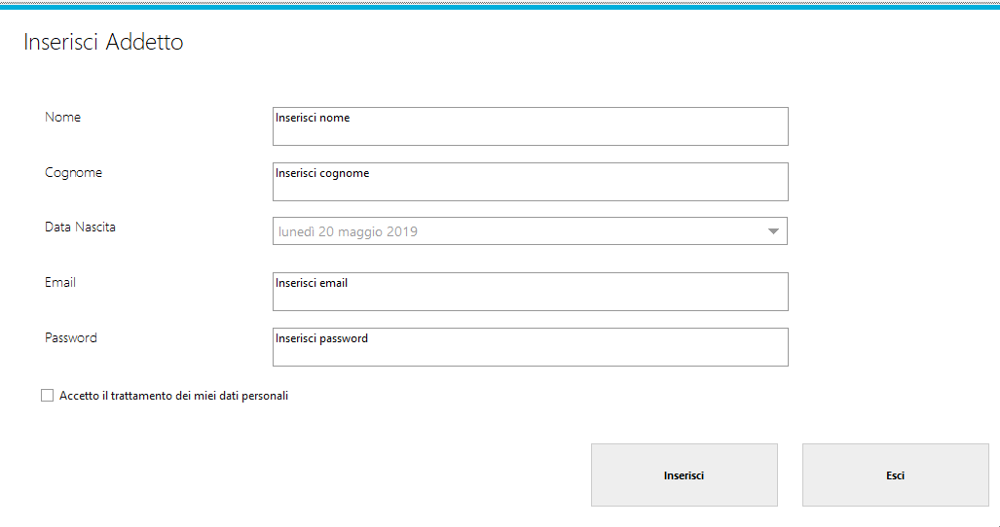 Inserisci Addetto
Nome
Inserisci nome
Cognome
Inserisci cognome
Data Nascita
lunedì 20 maggio 2019
Email
Inserisci email
Password
Inserisci password
Accetto il trattamento dei miei dati personali
Inserisci
Esci